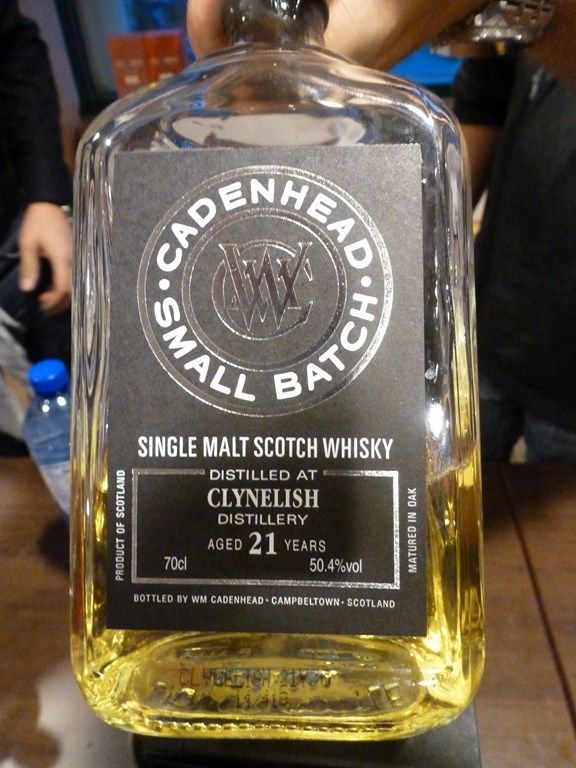 CADENHEAD
SMALL BATCH
SINGLE MALT SCOTCH WHISKY
DISTILLED AT
CLYNELISH
DISTILLERY
AGED 21 YEARS
70cl 50.4%vol
PRODUCT OF SCOTLAND
MATURED IN OAK
BOTTLED BY WM CADENHEAD · CAMPBELTOWN · SCOTLAND